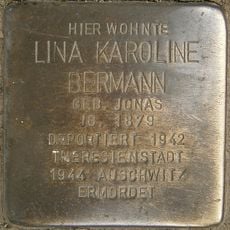 HIER WOHNTE
LINA KAROLINE
BERMANN
GEB. JONAS
JG. 1879
DEPORTIERT 1942
THERESIENSTADT
1944 AUSCHWITZ
ERMORDET